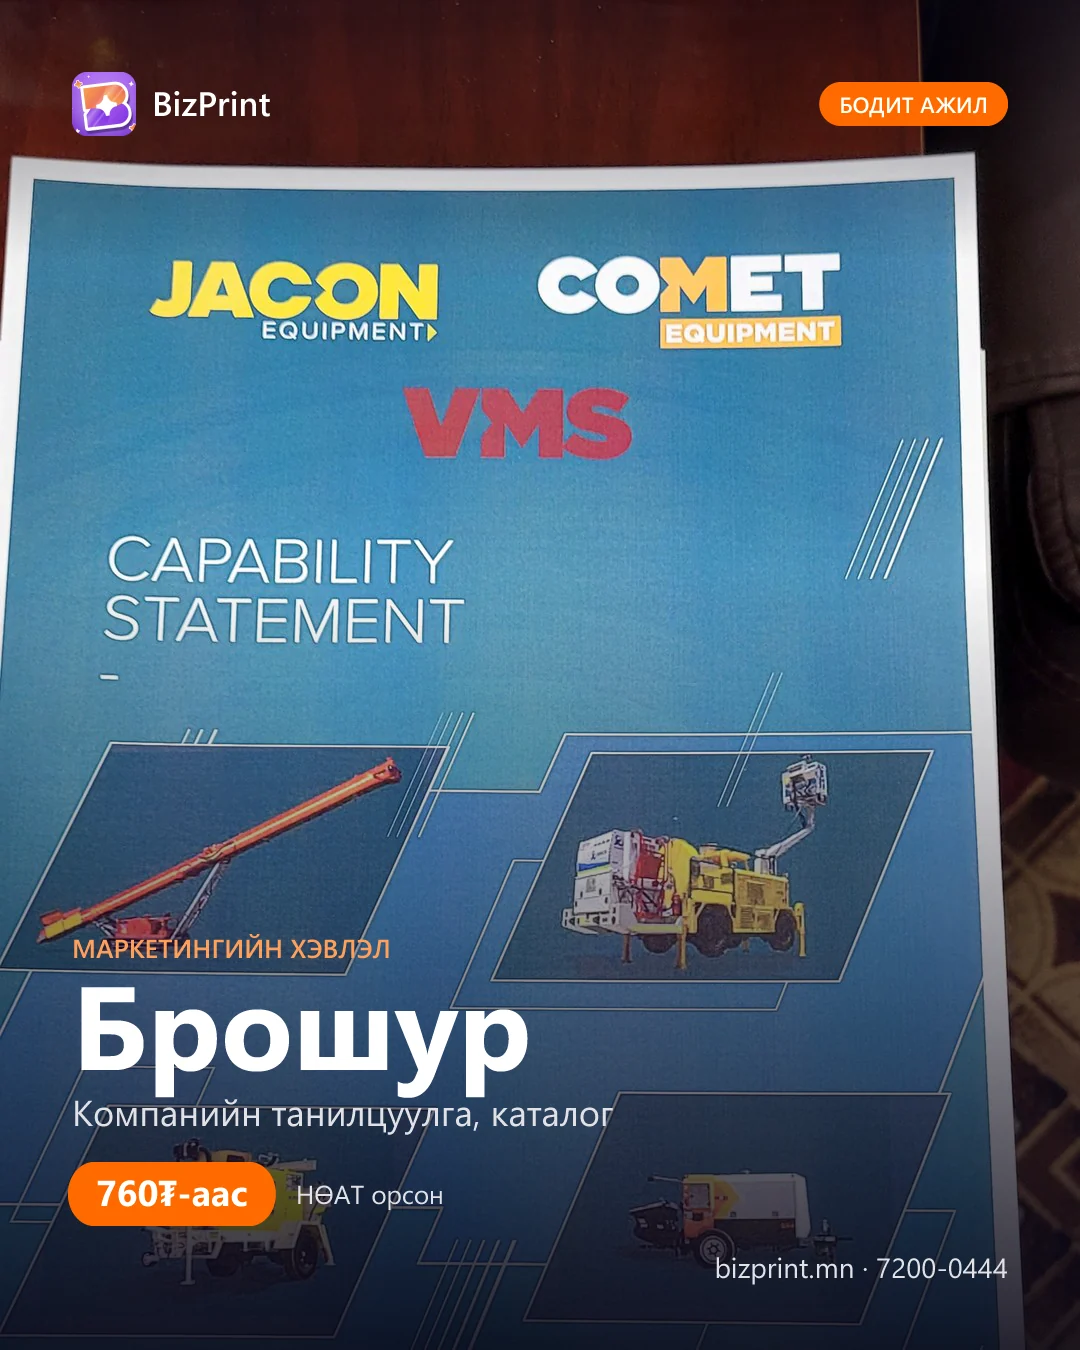 BizPrint
БОДИТ АЖИЛ
JACON
EQUIPMENT
COMET
EQUIPMENT
VMS
CAPABILITY
STATEMENT
–
МАРКЕТИНГИЙН ХЭВЛЭЛ
Брошур
Компанийн танилцуулга, каталог
760₮-аас
НӨАТ орсон
bizprint.mn · 7200-0444